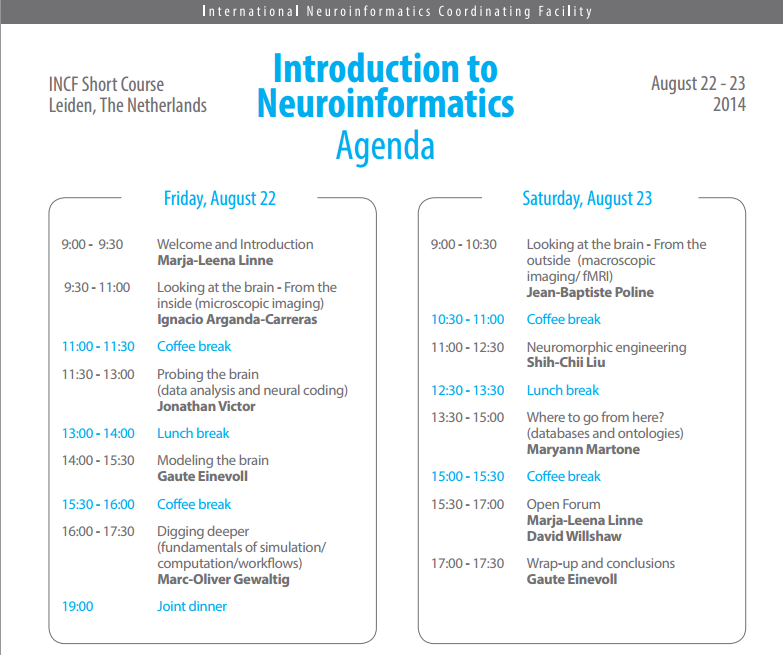 International Neuroinformatics Coordinating Facility
INCF Short Course
Leiden, The Netherlands
Introduction to
Neuroinformatics
Agenda
August 22 - 23
2014
Friday, August 22
9:00 - 9:30 Welcome and Introduction
Marja-Leena Linne
9:30 - 11:00 Looking at the brain - From the
inside (microscopic imaging)
Ignacio Arganda-Carreras
11:00 - 11:30 Coffee break
11:30 - 13:00 Probing the brain
(data analysis and neural coding)
Jonathan Victor
13:00 - 14:00 Lunch break
14:00 - 15:30 Modeling the brain
Gaute Einevoll
15:30 - 16:00 Coffee break
16:00 - 17:30 Digging deeper
(fundamentals of simulation/
computation/workflows)
Marc-Oliver Gewaltig
19:00 Joint dinner
Saturday, August 23
9:00 - 10:30 Looking at the brain - From the
outside (macroscopic
imaging/ fMRI)
Jean-Baptiste Poline
10:30 - 11:00 Coffee break
11:00 - 12:30 Neuromorphic engineering
Shih-Chii Liu
12:30 - 13:30 Lunch break
13:30 - 15:00 Where to go from here?
(databases and ontologies)
Maryann Martone
15:00 - 15:30 Coffee break
15:30 - 17:00 Open Forum
Marja-Leena Linne
David Willshaw
17:00 - 17:30 Wrap-up and conclusions
Gaute Einevoll